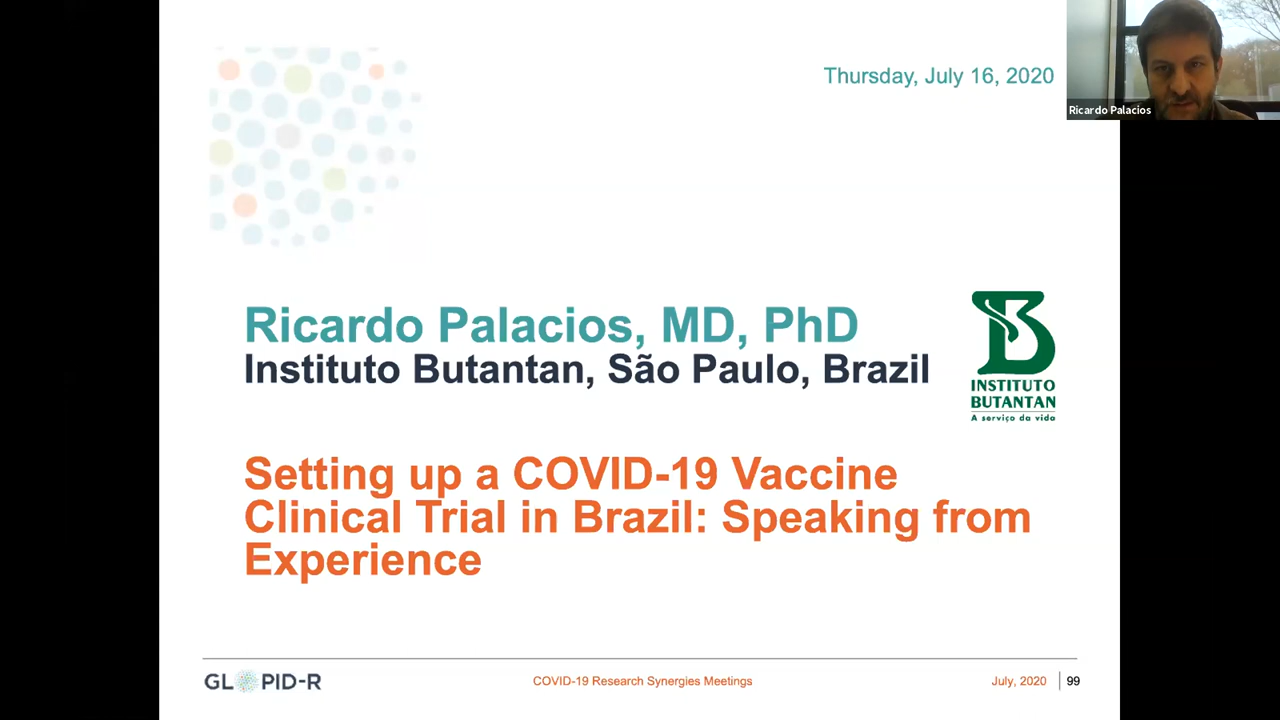 Thursday, July 16, 2020
Ricardo Palacios
Ricardo Palacios, MD, PhD
Instituto Butantan, São Paulo, Brazil
INSTITUTO
BUTANTAN
A serviço da vida
Setting up a COVID-19 Vaccine
Clinical Trial in Brazil: Speaking from
Experience
GLOPID-R
COVID-19 Research Synergies Meetings
July, 2020
99